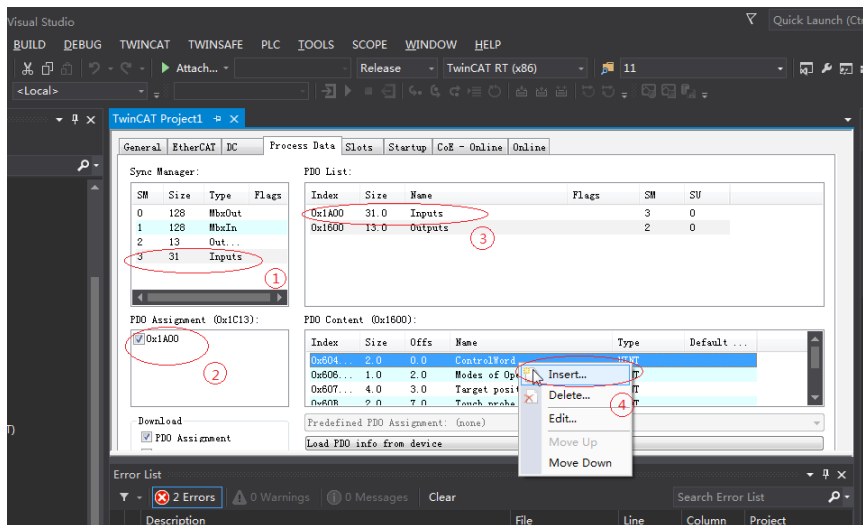 Visual Studio
Quick Launch (Ct
BUILD DEBUG TWINCAT TWINSAFE PLC TOOLS SCOPE WINDOW HELP
Attach... Release TwinCAT RT (x86) 11
<Local>
TwinCAT Project1
General EtherCAT DC Process Data Slots Startup CoE - Online Online
Sync Manager:
SM Size Type Flags
0 128 MbxOut
1 128 MbxIn
2 13 Out...
3 31 Inputs
①
PDO List:
Index Size Name Flags SM SU
0x1A00 31.0 Inputs 3 0
0x1600 13.0 Outputs 2 0
③
PDO Assignment (0x1C13):
0x1A00
②
PDO Content (0x1600):
Index Size Offs Name Type Default ...
0x604... 2.0 0.0 ControlWord UINT
0x606... 1.0 2.0 Modes of Op
0x607... 4.0 3.0 Target posit
0x60B... 2.0 7.0 Touch probe
Insert...
Delete...
④
Edit...
Move Up
Move Down
Download
PDO Assignment
Predefined PDO Assignment: (none)
Load PDO info from device
T)
Error List
2 Errors 0 Warnings 0 Messages Clear Search Error List
Description File Line Column Project